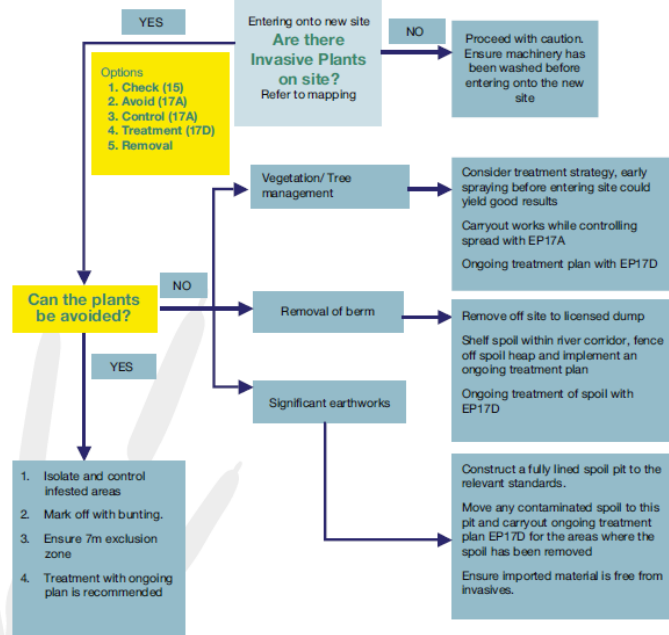 YES
Entering onto new site
Are there
Invasive Plants
on site?
Refer to mapping
NO
Proceed with caution.
Ensure machinery has
been washed before
entering onto the new
site
Options
1. Check (15)
2. Avoid (17A)
3. Control (17A)
4. Treatment (17D)
5. Removal
Vegetation/ Tree
management
Consider treatment strategy, early
spraying before entering site could
yield good results
Carryout works while controlling
spread with EP17A
Ongoing treatment plan with EP17D
Can the plants
be avoided?
NO
Removal of berm
Remove off site to licensed dump
Shelf spoil within river corridor, fence
off spoil heap and implement an
ongoing treatment plan
Ongoing treatment of spoil with
EP17D
YES
Significant earthworks
1. Isolate and control
infested areas
2. Mark off with bunting.
3. Ensure 7m exclusion
zone
4. Treatment with ongoing
plan is recommended
Construct a fully lined spoil pit to the
relevant standards.
Move any contaminated spoil to this
pit and carryout ongoing treatment
plan EP17D for the areas where the
spoil has been removed
Ensure imported material is free from
invasives.